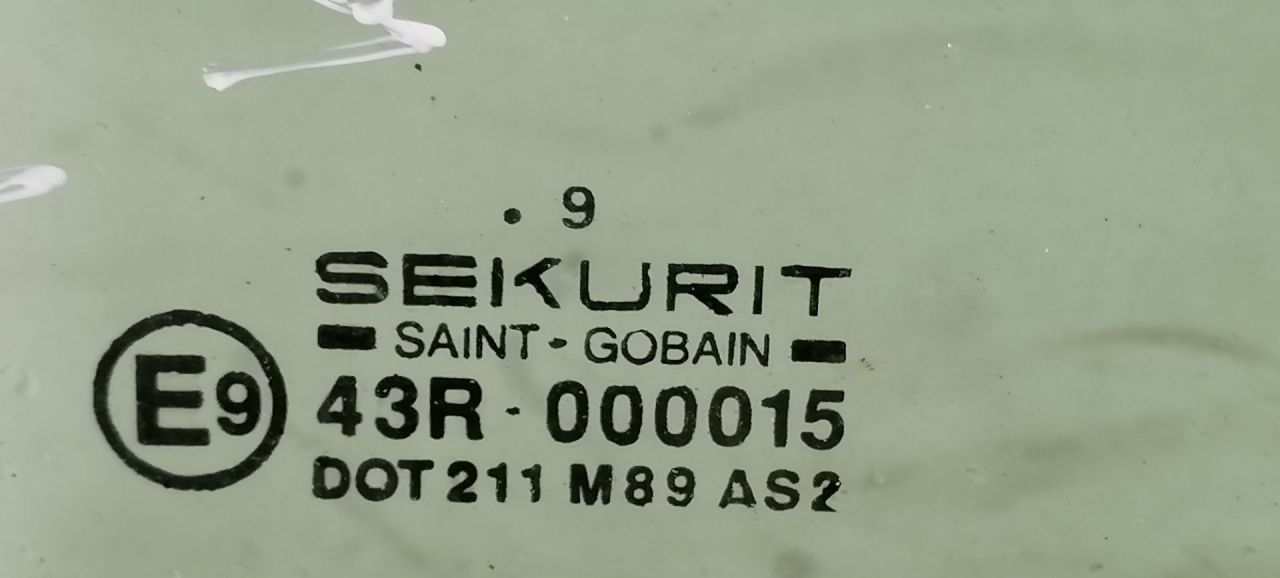 . 9
SEKURIT
SAINT-GOBAIN
E9
43R-000015
DOT 211 M89 AS2